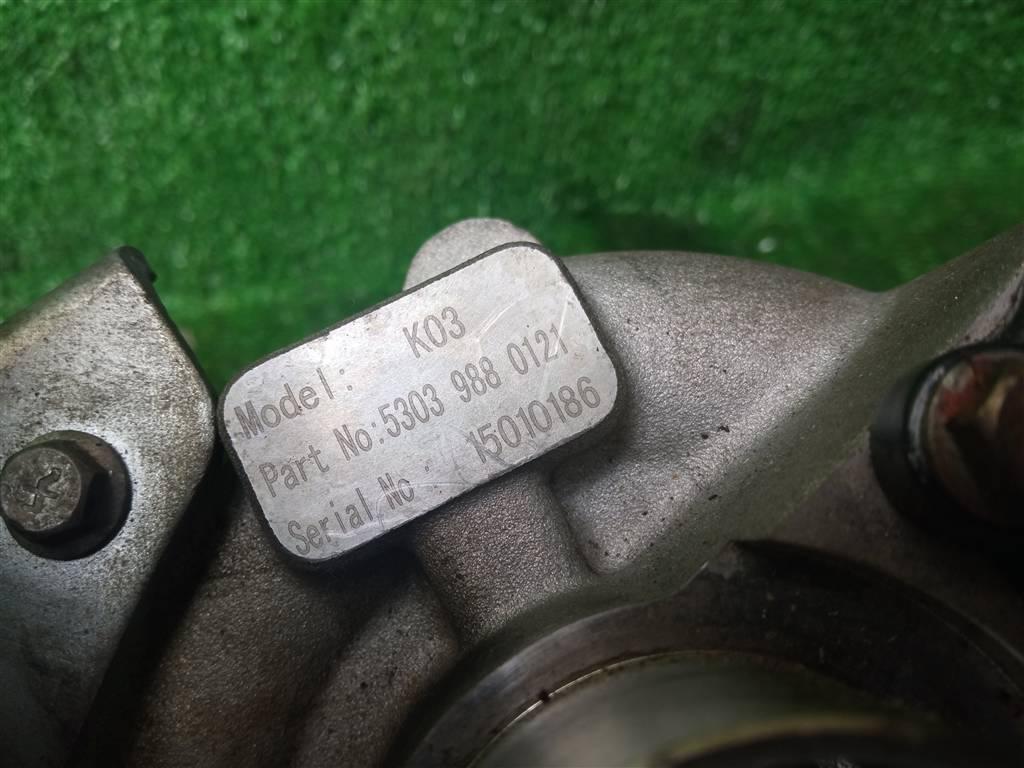 Model: K03
Part No:5303 988 0121
Serial No: 15010186